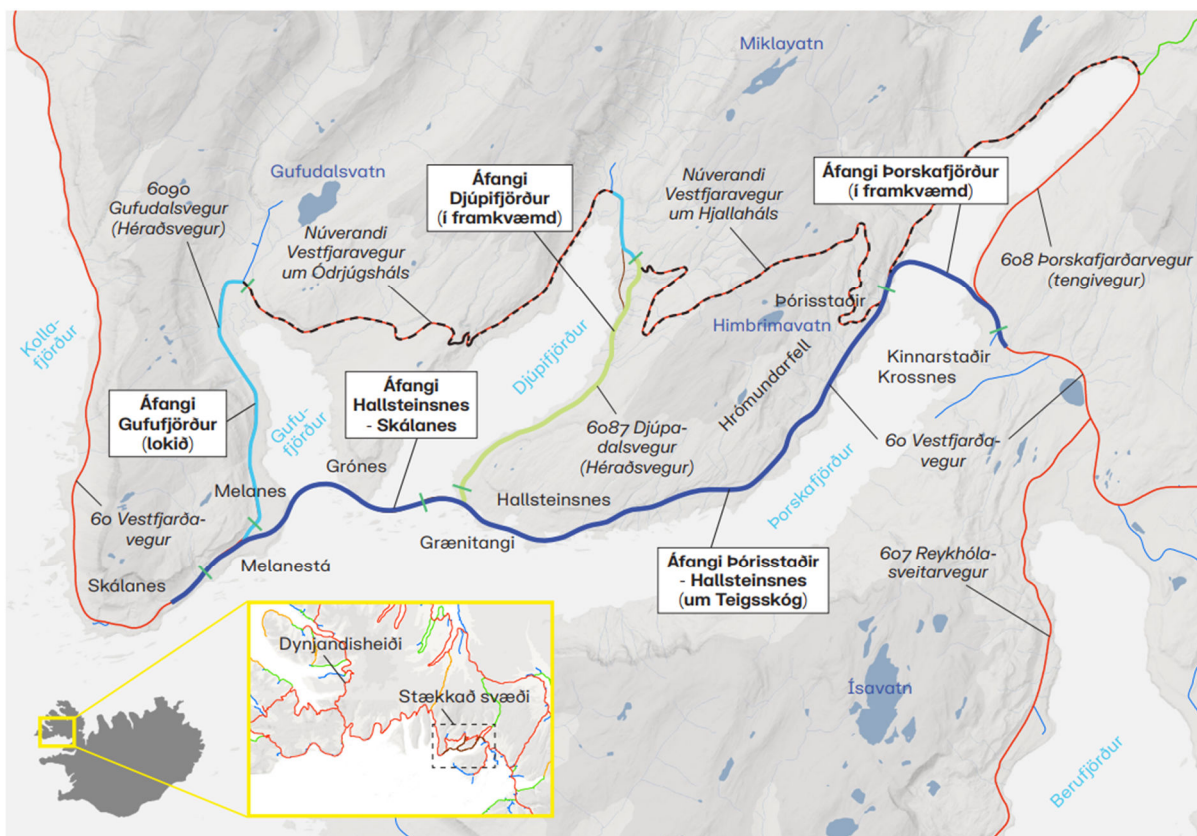 Miklavatn
Gufudalsvatn
6090
Gufudalsvegur
(Héraðsvegur)
Áfangi
Djúpifjörður
(í framkvæmd)
Núverandi
Vestfjaravegur
um Hjallaháls
Áfangi Þorskafjörður
(í framkvæmd)
Núverandi
Vestfjaravegur
um Ódrjúgsháls
608 Þorskafjarðarvegur
(tengivegur)
Þórisstaðir
Himbrimavatn
Kolla-
fjörður
Djúpifjörður
Hrómundarfell
Kinnarstaðir
Krossnes
Áfangi
Gufufjörður
(lokið)
Gufu-
fjörður
Áfangi
Hallsteinsnes
- Skálanes
6087 Djúpa-
dalsvegur
(Héraðsvegur)
60 Vestfjarða-
vegur
Grónes
Melanes
Hallsteinsnes
Þorskafjörður
60 Vestfjarða-
vegur
Grænitangi
Melanestá
Skálanes
Áfangi Þórisstaðir
- Hallsteinsnes
(um Teigsskóg)
607 Reykhóla-
sveitarvegur
Dynjandisheiði
Stækkað svæði
Ísavatn
Berufjörður